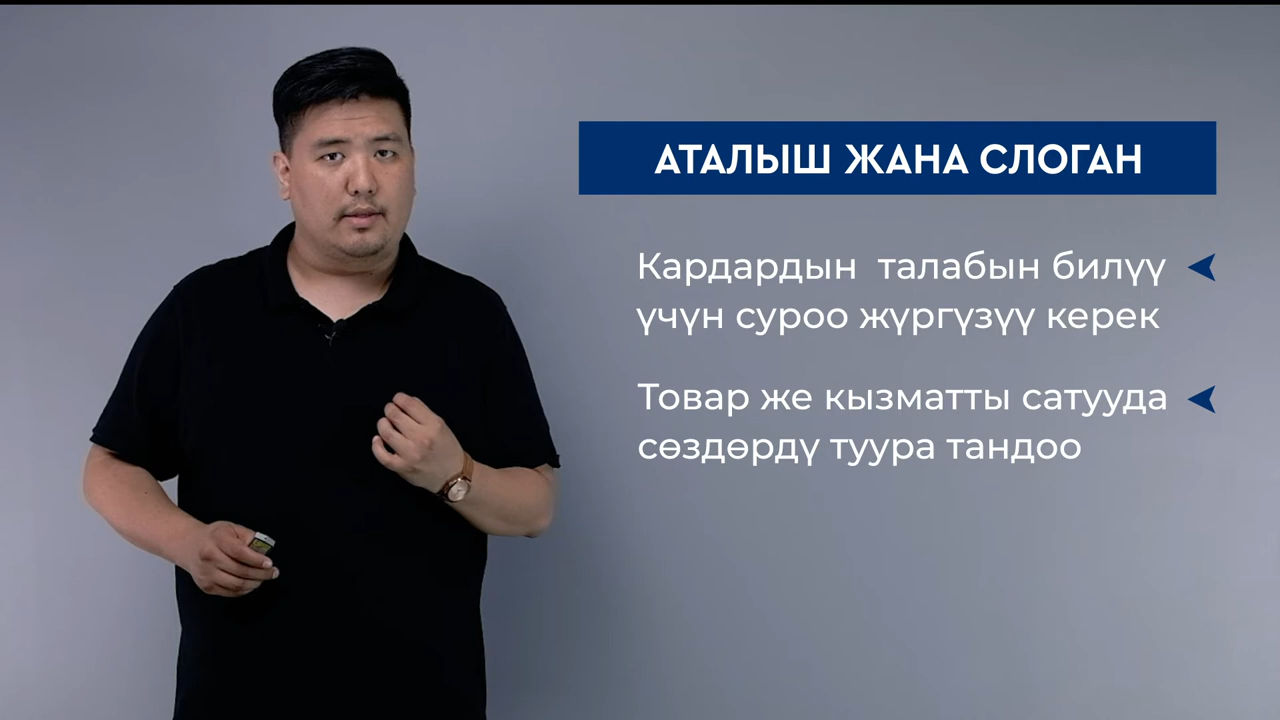 АТАЛЫШ ЖАНА СЛОГАН
Кардардын талабын билүү
үчүн суроо жүргүзүү керек
Товар же кызматты сатууда
сөздөрдү туура тандоо